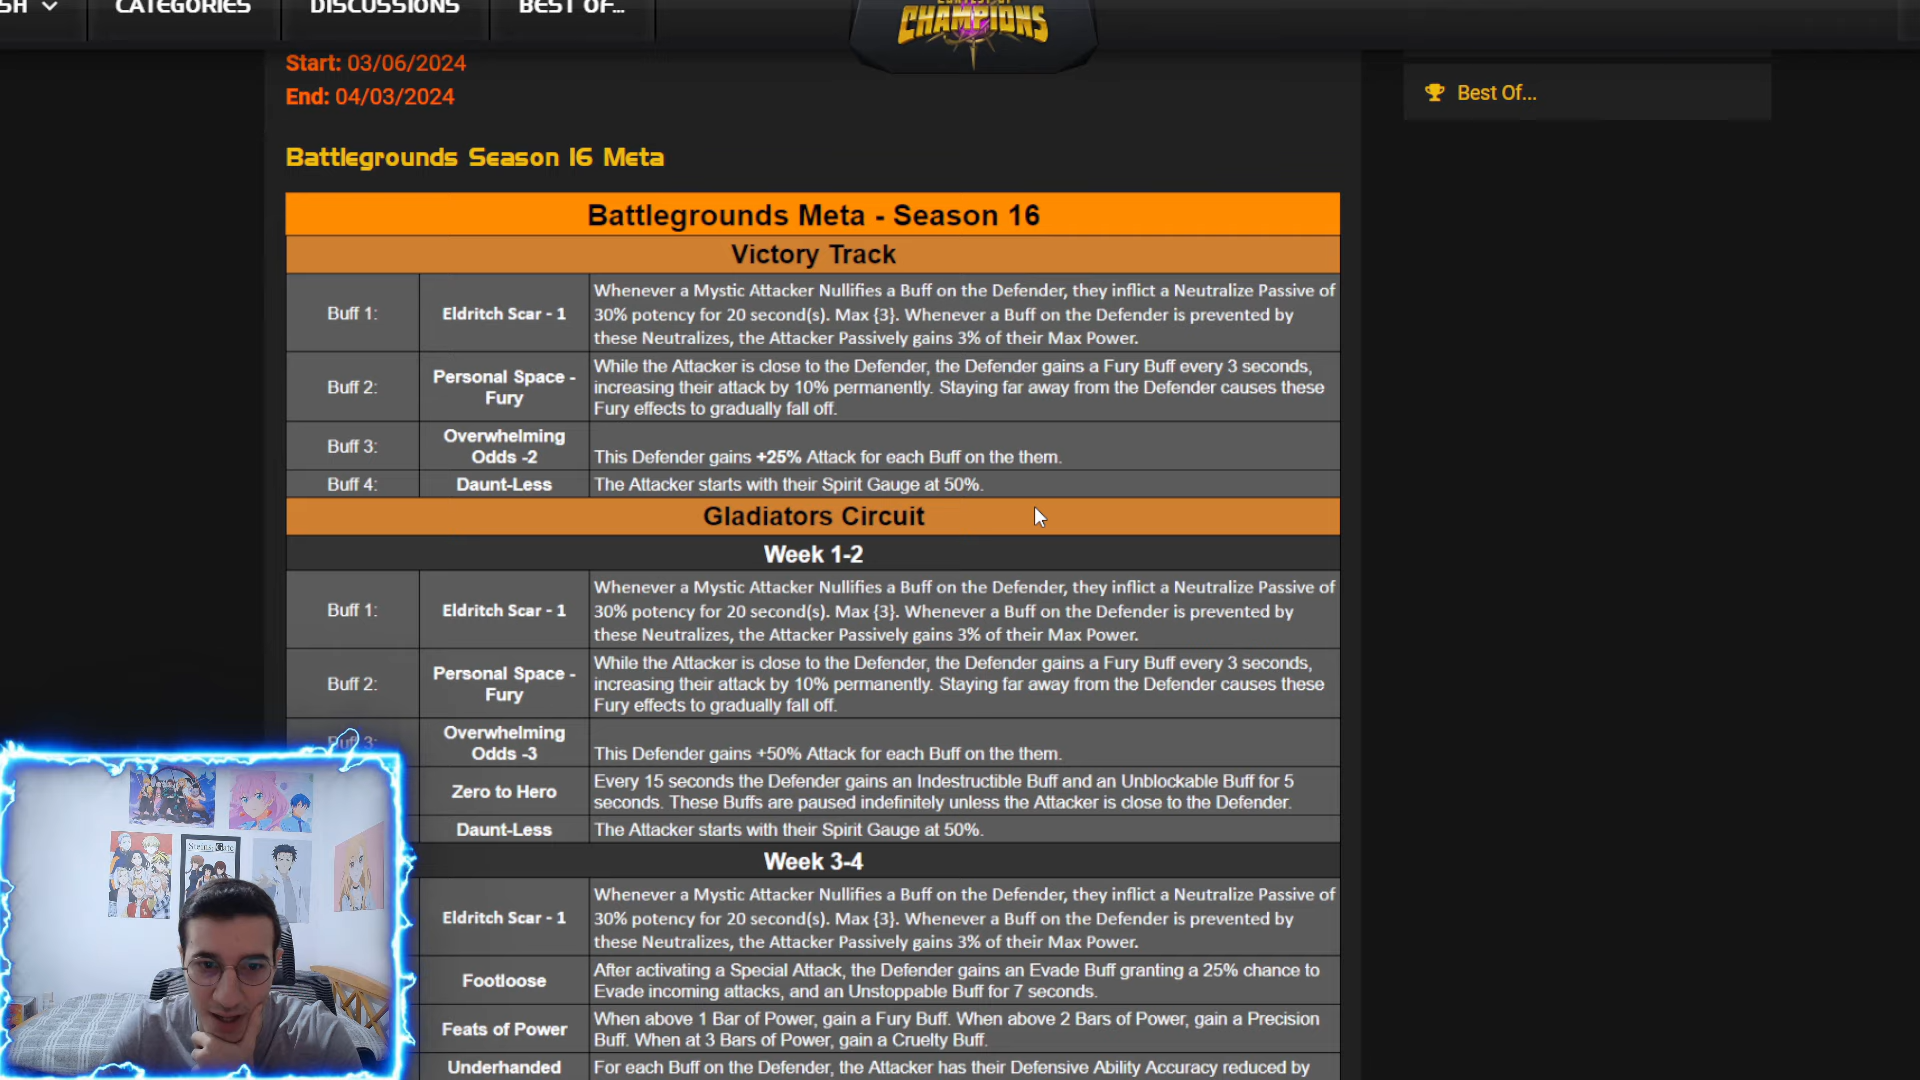 SH
CATEGORIES
DISCUSSIONS
BEST OF...
CHAMPIONS
Start: 03/06/2024
End: 04/03/2024
Best Of...
Battlegrounds Season 16 Meta
Battlegrounds Meta - Season 16
Victory Track
Buff 1:
Eldritch Scar - 1
Whenever a Mystic Attacker Nullifies a Buff on the Defender, they inflict a Neutralize Passive of
30% potency for 20 second(s). Max {3}. Whenever a Buff on the Defender is prevented by
these Neutralizes, the Attacker Passively gains 3% of their Max Power.
Buff 2:
Personal Space -
Fury
While the Attacker is close to the Defender, the Defender gains a Fury Buff every 3 seconds,
increasing their attack by 10% permanently. Staying far away from the Defender causes these
Fury effects to gradually fall off.
Buff 3:
Overwhelming
Odds -2
This Defender gains +25% Attack for each Buff on the them.
Buff 4:
Daunt-Less
The Attacker starts with their Spirit Gauge at 50%.
Gladiators Circuit
Week 1-2
Buff 1:
Eldritch Scar - 1
Whenever a Mystic Attacker Nullifies a Buff on the Defender, they inflict a Neutralize Passive of
30% potency for 20 second(s). Max {3}. Whenever a Buff on the Defender is prevented by
these Neutralizes, the Attacker Passively gains 3% of their Max Power.
Buff 2:
Personal Space -
Fury
While the Attacker is close to the Defender, the Defender gains a Fury Buff every 3 seconds,
increasing their attack by 10% permanently. Staying far away from the Defender causes these
Fury effects to gradually fall off.
Buff 3:
Overwhelming
Odds -3
This Defender gains +50% Attack for each Buff on the them.
Zero to Hero
Every 15 seconds the Defender gains an Indestructible Buff and an Unblockable Buff for 5
seconds. These Buffs are paused indefinitely unless the Attacker is close to the Defender.
Daunt-Less
The Attacker starts with their Spirit Gauge at 50%.
Week 3-4
Eldritch Scar - 1
Whenever a Mystic Attacker Nullifies a Buff on the Defender, they inflict a Neutralize Passive of
30% potency for 20 second(s). Max {3}. Whenever a Buff on the Defender is prevented by
these Neutralizes, the Attacker Passively gains 3% of their Max Power.
Footloose
After activating a Special Attack, the Defender gains an Evade Buff granting a 25% chance to
Evade incoming attacks, and an Unstoppable Buff for 7 seconds.
Feats of Power
When above 1 Bar of Power, gain a Fury Buff. When above 2 Bars of Power, gain a Precision
Buff. When at 3 Bars of Power, gain a Cruelty Buff.
Underhanded
For each Buff on the Defender, the Attacker has their Defensive Ability Accuracy reduced by
Steins;Gate